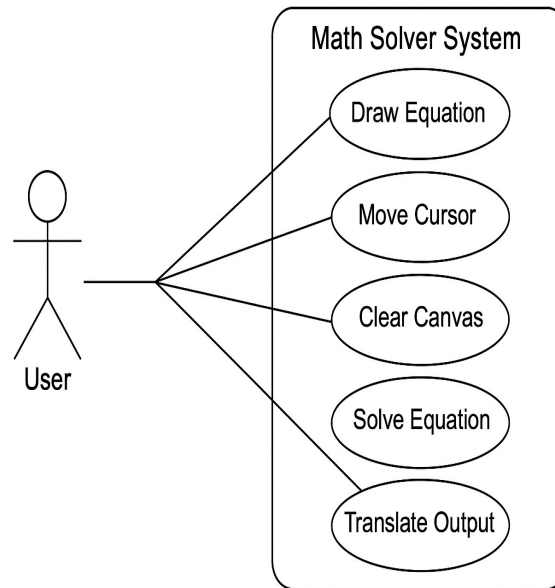 Math Solver System
Draw Equation
Move Cursor
Clear Canvas
User
Solve Equation
Translate Output